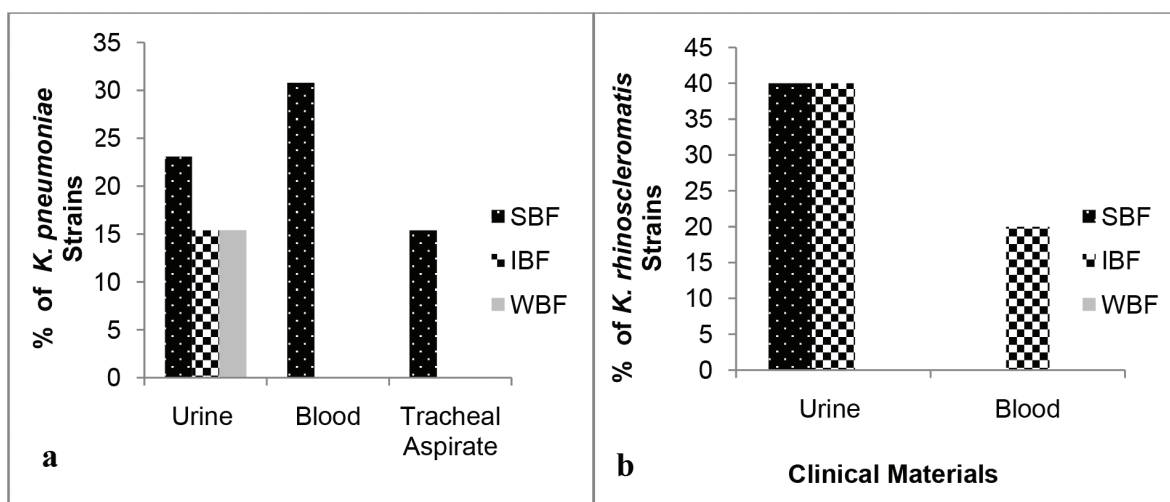 % of K. pneumoniae
Strains
35
30
25
20
15
10
5
0
Urine
Blood
Tracheal
Aspirate
SBF
IBF
WBF
a
% of K. rhinoscleromatis
Strains
45
40
35
30
25
20
15
10
5
0
Urine
Blood
SBF
IBF
WBF
b
Clinical Materials